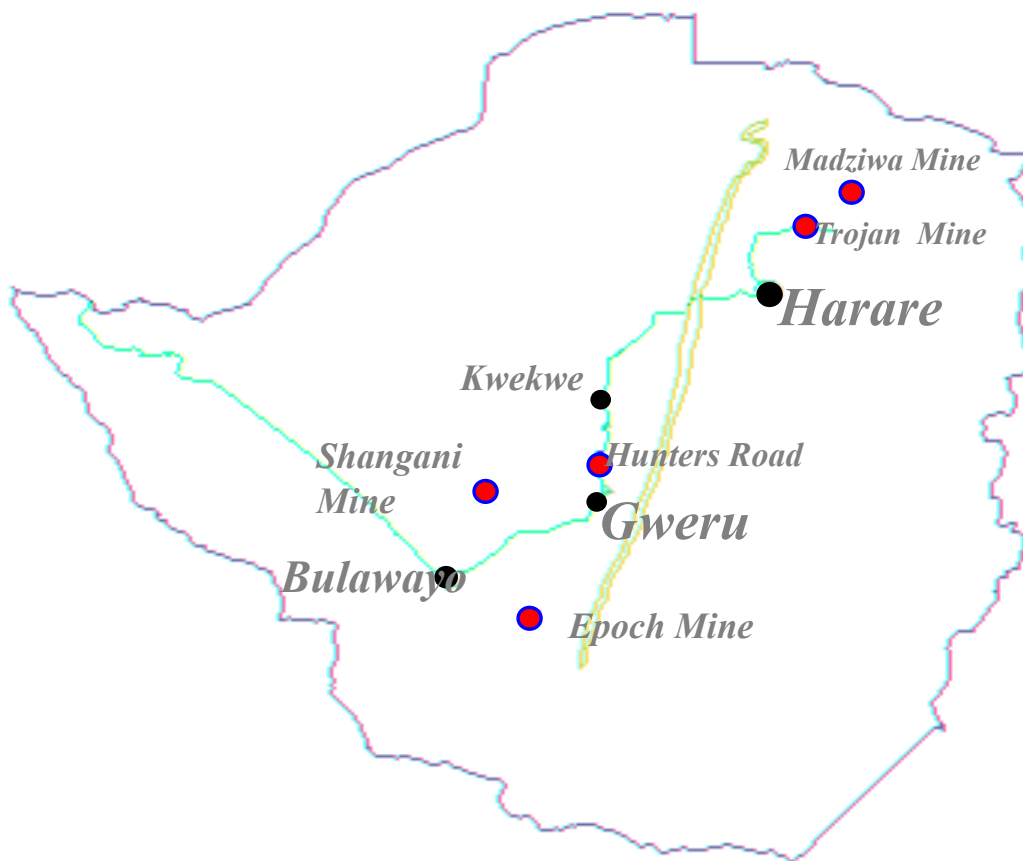 Madziwa Mine
Trojan Mine
Harare
Kwekwe
Shangani
Mine
Hunters Road
Gweru
Bulawayo
Epoch Mine